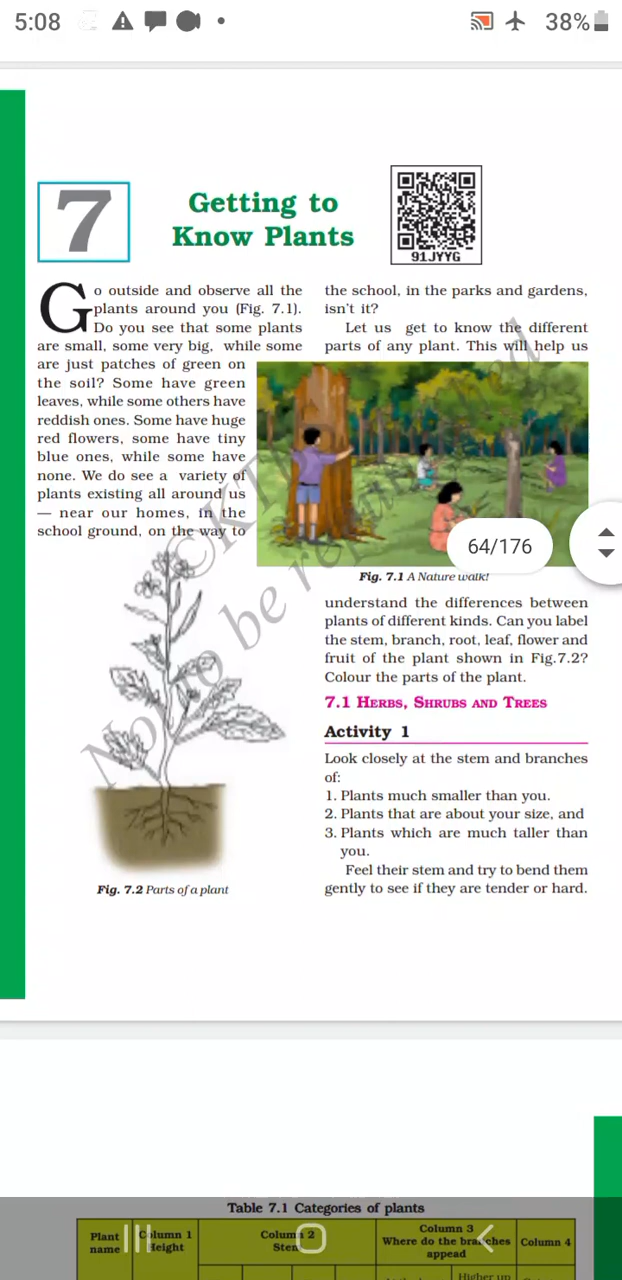 5:08
38%
7
Getting to
Know Plants
91JYYG
Go outside and observe all the
plants around you (Fig. 7.1).
Do you see that some plants
are small, some very big, while some
are just patches of green on
the soil? Some have green
leaves, while some others have
reddish ones. Some have huge
red flowers, some have tiny
blue ones, while some have
none. We do see a variety of
plants existing all around us
— near our homes, in the
school ground, on the way to
the school, in the parks and gardens,
isn't it?
Let us get to know the different
parts of any plant. This will help us
64/176
Fig. 7.1 A Nature walk!
understand the differences between
plants of different kinds. Can you label
the stem, branch, root, leaf, flower and
fruit of the plant shown in Fig.7.2?
Colour the parts of the plant.
7.1 HERBS, SHRUBS AND TREES
Activity 1
Look closely at the stem and branches
of:
1. Plants much smaller than you.
2. Plants that are about your size, and
3. Plants which are much taller than
you.
Feel their stem and try to bend them
gently to see if they are tender or hard.
Fig. 7.2 Parts of a plant
Not to be re
Table 7.1 Categories of plants
Plant
name
Column 1
Height
Column 2
Stem
Column 3
Where do the branches
appead
Column 4
Higher up